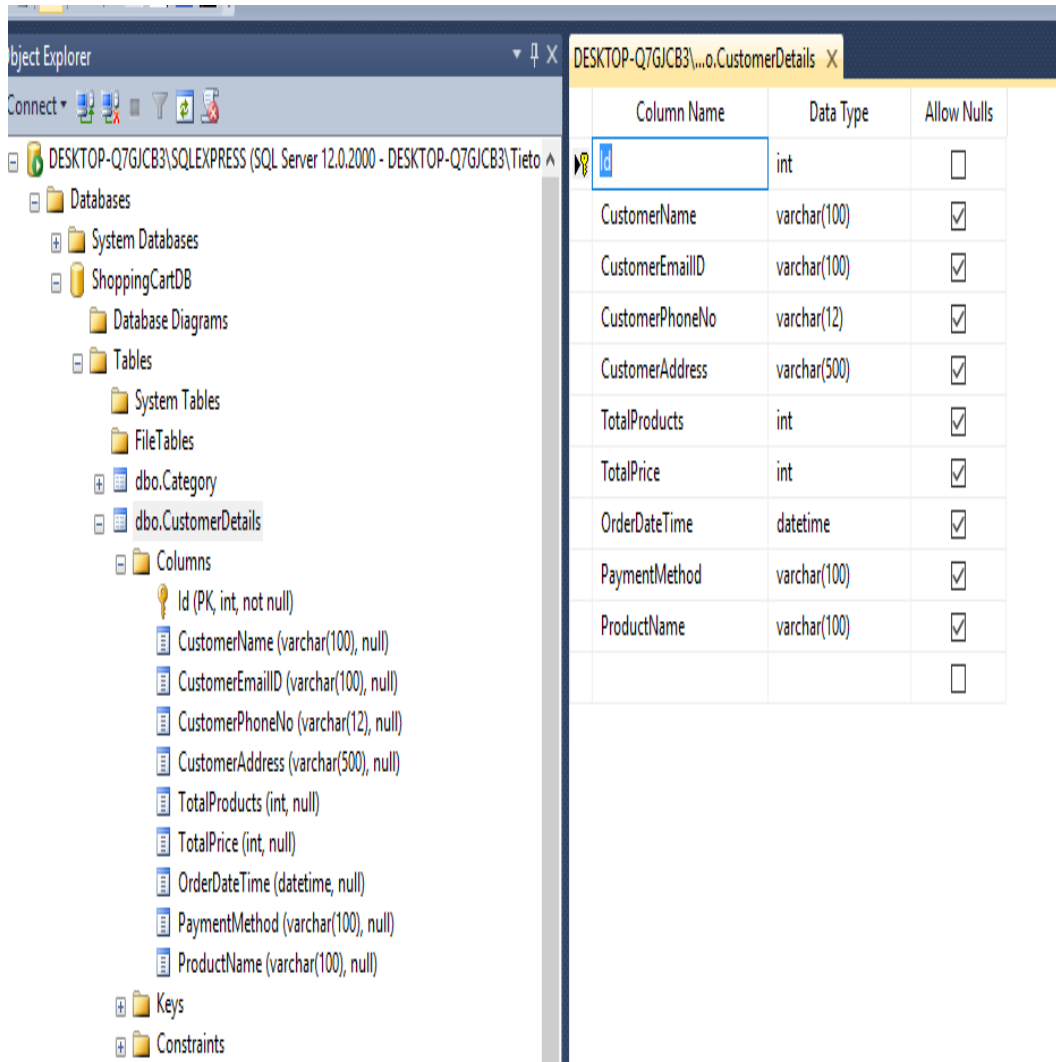 bject Explorer
Connect
DESKTOP-Q7GJCB3\SQLEXPRESS (SQL Server 12.0.2000 - DESKTOP-Q7GJCB3\Tieto
Databases
System Databases
ShoppingCartDB
Database Diagrams
Tables
System Tables
FileTables
dbo.Category
dbo.CustomerDetails
Columns
Id (PK, int, not null)
CustomerName (varchar(100), null)
CustomerEmailID (varchar(100), null)
CustomerPhoneNo (varchar(12), null)
CustomerAddress (varchar(500), null)
TotalProducts (int, null)
TotalPrice (int, null)
OrderDateTime (datetime, null)
PaymentMethod (varchar(100), null)
ProductName (varchar(100), null)
Keys
Constraints
DESKTOP-Q7GJCB3\...o.CustomerDetails X
Column Name Data Type Allow Nulls
Id int
CustomerName varchar(100)
CustomerEmailID varchar(100)
CustomerPhoneNo varchar(12)
CustomerAddress varchar(500)
TotalProducts int
TotalPrice int
OrderDateTime datetime
PaymentMethod varchar(100)
ProductName varchar(100)